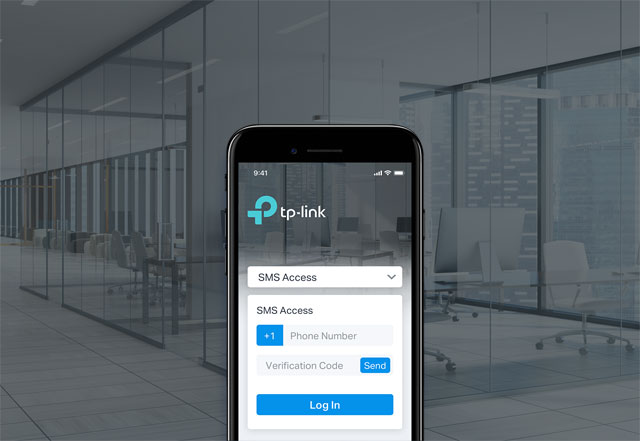 9:41
tp-link
SMS Access
SMS Access
+1 Phone Number
Verification Code Send
Log In